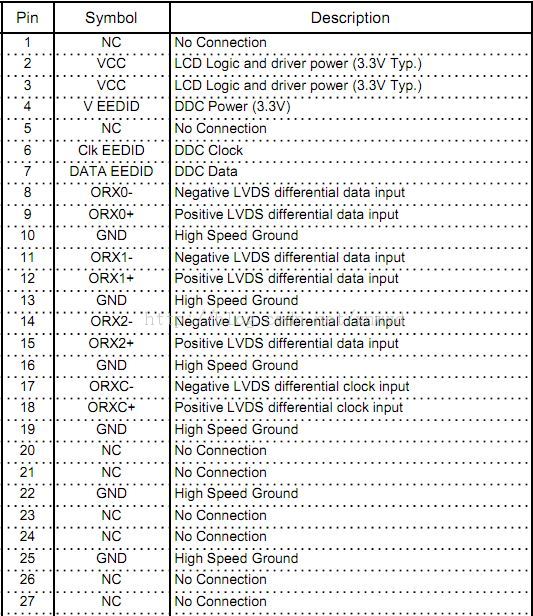 Pin Symbol Description
1 NC No Connection
2 VCC LCD Logic and driver power (3.3V Typ.)
3 VCC LCD Logic and driver power (3.3V Typ.)
4 V EEDID DDC Power (3.3V)
5 NC No Connection
6 Clk EEDID DDC Clock
7 DATA EEDID DDC Data
8 ORX0- Negative LVDS differential data input
9 ORX0+ Positive LVDS differential data input
10 GND High Speed Ground
11 ORX1- Negative LVDS differential data input
12 ORX1+ Positive LVDS differential data input
13 GND High Speed Ground
14 ORX2- Negative LVDS differential data input
15 ORX2+ Positive LVDS differential data input
16 GND High Speed Ground
17 ORXC- Negative LVDS differential clock input
18 ORXC+ Positive LVDS differential clock input
19 GND High Speed Ground
20 NC No Connection
21 NC No Connection
22 GND High Speed Ground
23 NC No Connection
24 NC No Connection
25 GND High Speed Ground
26 NC No Connection
27 NC No Connection